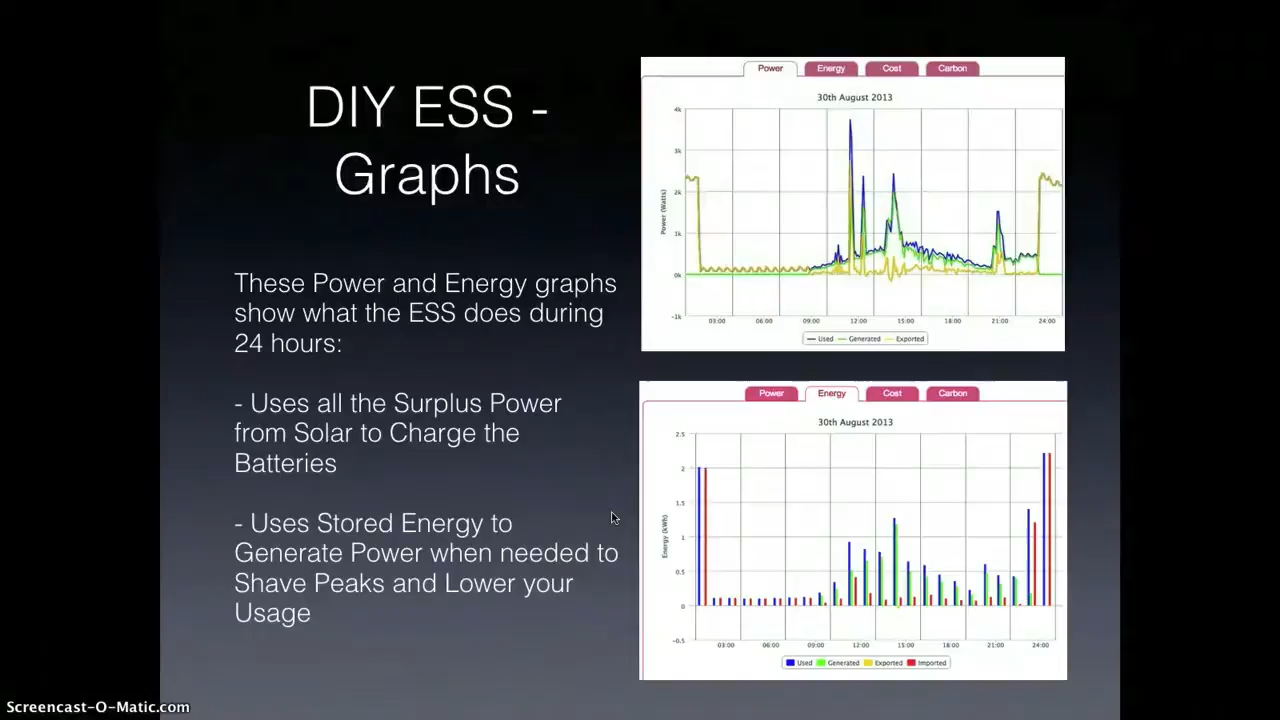 DIY ESS -
Graphs
These Power and Energy graphs
show what the ESS does during
24 hours:
- Uses all the Surplus Power
from Solar to Charge the
Batteries
- Uses Stored Energy to
Generate Power when needed to
Shave Peaks and Lower your
Usage
Power Energy Cost Carbon
30th August 2013
4k
3k
2k
1k
0k
-1k
Power (Watts)
03:00 06:00 09:00 12:00 15:00 18:00 21:00 24:00
Used Generated Exported
Power Energy Cost Carbon
30th August 2013
2.5
2
1.5
1
0.5
0
-0.5
Energy (kWh)
03:00 06:00 09:00 12:00 15:00 18:00 21:00 24:00
Used Generated Exported Imported
Screencast-O-Matic.com